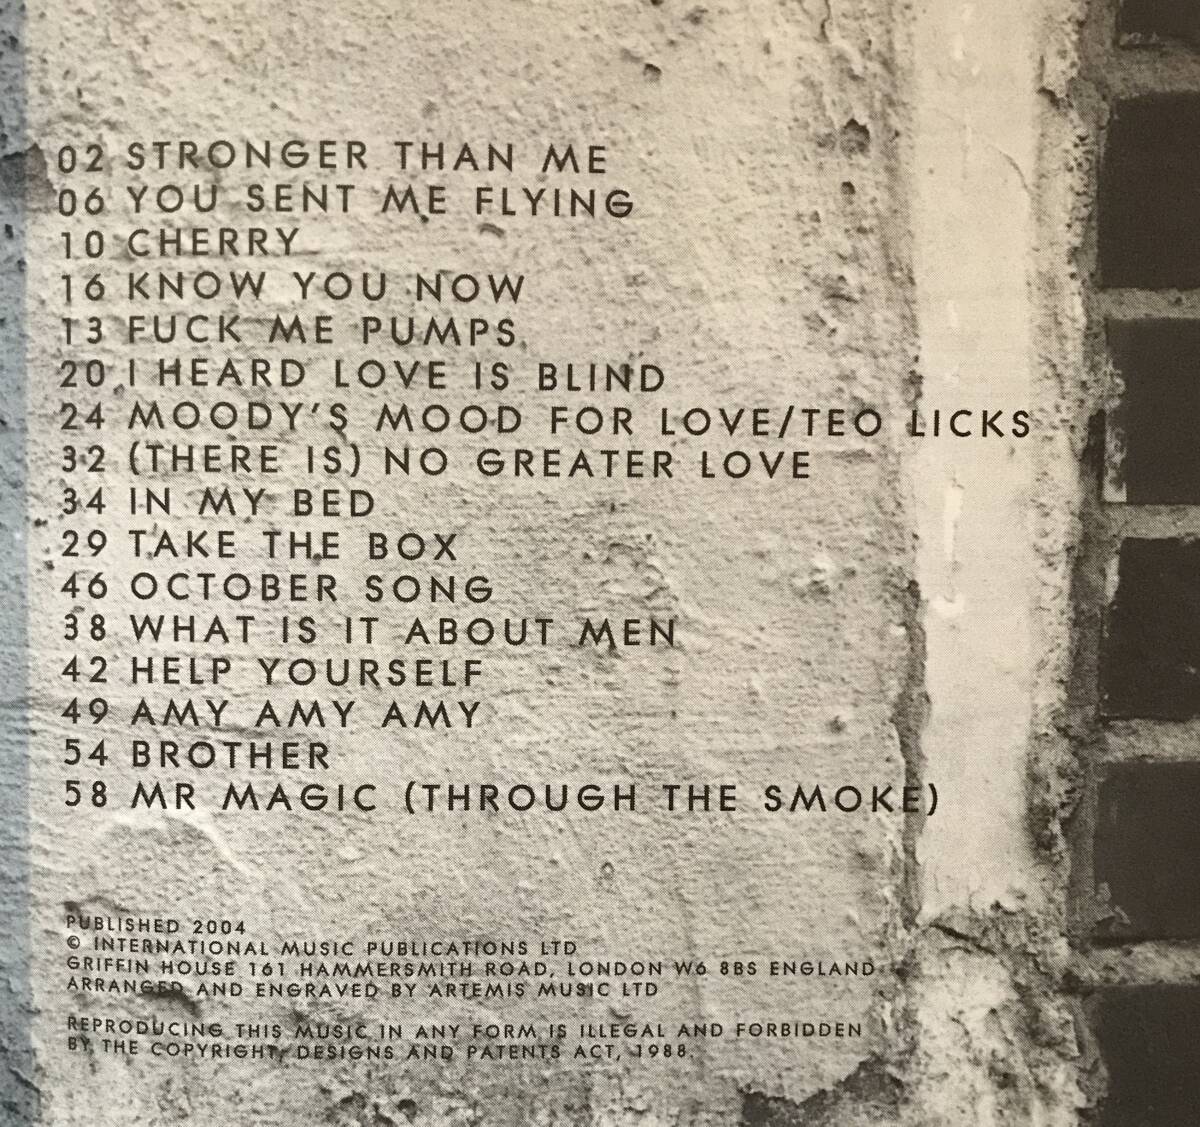 02 STRONGER THAN ME
06 YOU SENT ME FLYING
10 CHERRY
16 KNOW YOU NOW
13 FUCK ME PUMPS
20 I HEARD LOVE IS BLIND
24 MOODY'S MOOD FOR LOVE/TEO LICKS
32 (THERE IS) NO GREATER LOVE
34 IN MY BED
29 TAKE THE BOX
46 OCTOBER SONG
38 WHAT IS IT ABOUT MEN
42 HELP YOURSELF
49 AMY AMY AMY
54 BROTHER
58 MR MAGIC (THROUGH THE SMOKE)
PUBLISHED 2004
© INTERNATIONAL MUSIC PUBLICATIONS LTD
GRIFFIN HOUSE 161 HAMMERSMITH ROAD, LONDON W6 8BS ENGLAND
ARRANGED AND ENGRAVED BY ARTEMIS MUSIC LTD
REPRODUCING THIS MUSIC IN ANY FORM IS ILLEGAL AND FORBIDDEN
BY THE COPYRIGHT, DESIGNS AND PATENTS ACT, 1988.